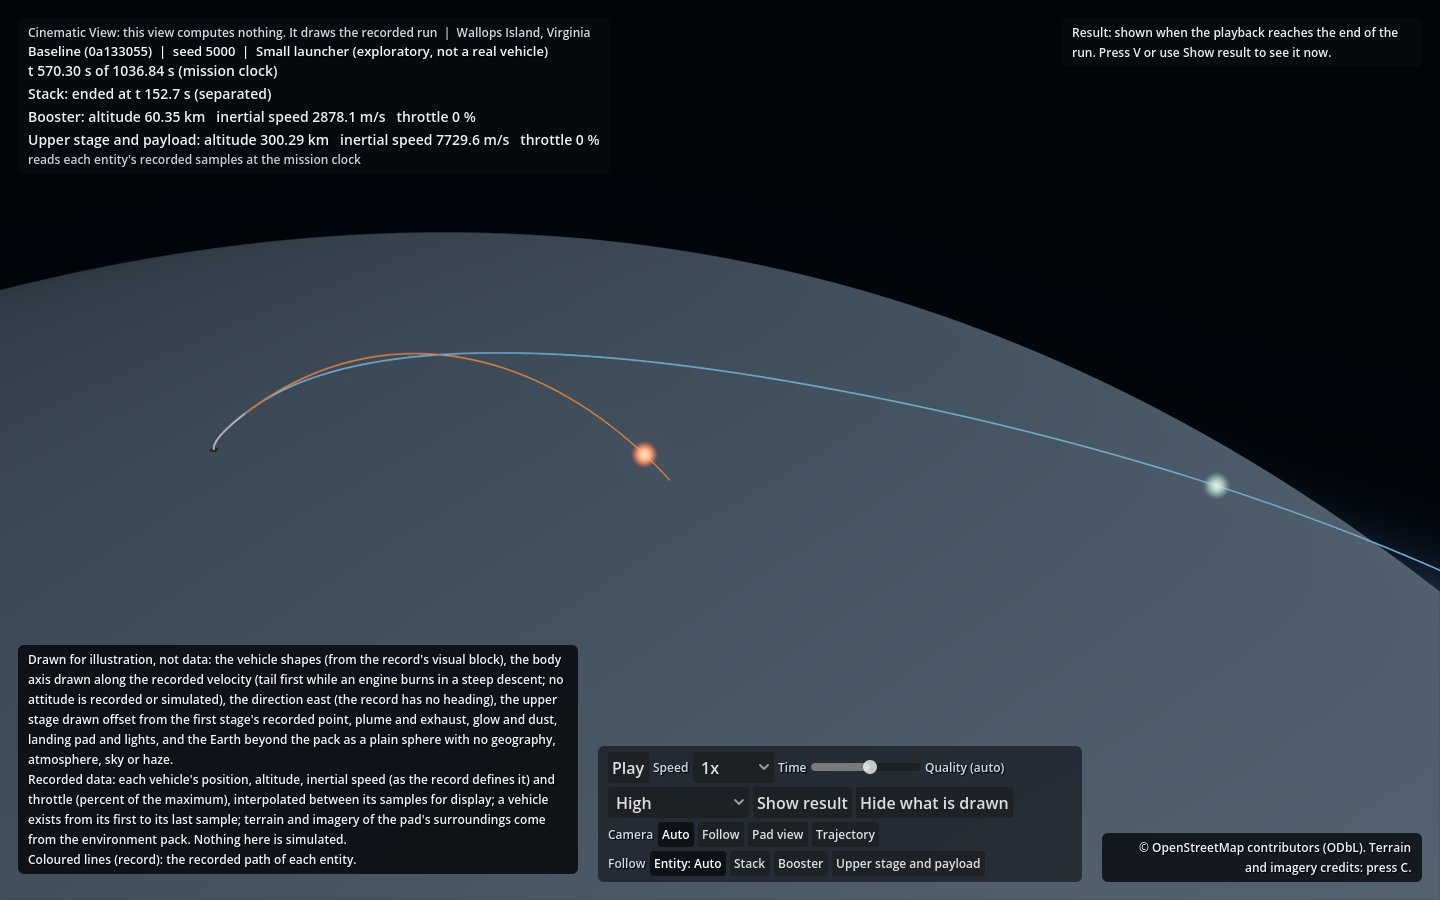 Cinematic View: this view computes nothing. It draws the recorded run | Wallops Island, Virginia
Baseline (0a133055) | seed 5000 | Small launcher (exploratory, not a real vehicle)
t 570.30 s of 1036.84 s (mission clock)
Stack: ended at t 152.7 s (separated)
Booster: altitude 60.35 km inertial speed 2878.1 m/s throttle 0 %
Upper stage and payload: altitude 300.29 km inertial speed 7729.6 m/s throttle 0 %
reads each entity's recorded samples at the mission clock
Result: shown when the playback reaches the end of the
run. Press V or use Show result to see it now.
Drawn for illustration, not data: the vehicle shapes (from the record's visual block), the body
axis drawn along the recorded velocity (tail first while an engine burns in a steep descent; no
attitude is recorded or simulated), the direction east (the record has no heading), the upper
stage drawn offset from the first stage's recorded point, plume and exhaust, glow and dust,
landing pad and lights, and the Earth beyond the pack as a plain sphere with no geography,
atmosphere, sky or haze.
Recorded data: each vehicle's position, altitude, inertial speed (as the record defines it) and
throttle (percent of the maximum), interpolated between its samples for display; a vehicle
exists from its first to its last sample; terrain and imagery of the pad's surroundings come
from the environment pack. Nothing here is simulated.
Coloured lines (record): the recorded path of each entity.
Play Speed 1x Time Quality (auto)
High Show result Hide what is drawn
Camera Auto Follow Pad view Trajectory
Follow Entity: Auto Stack Booster Upper stage and payload
© OpenStreetMap contributors (ODbL). Terrain
and imagery credits: press C.